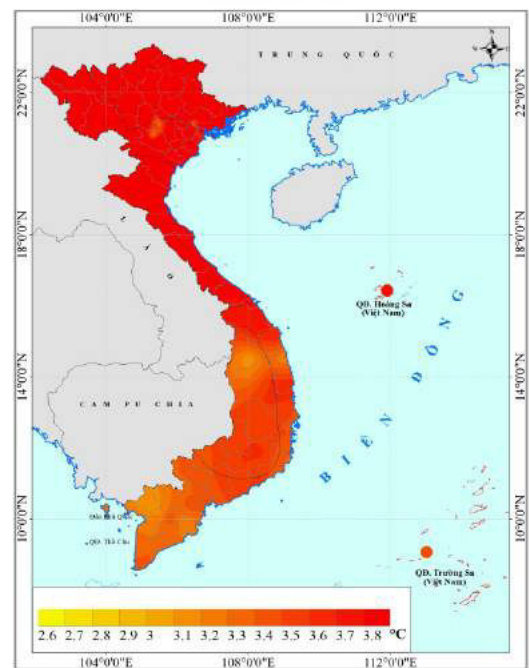 104°0'0"E 108°0'0"E 112°0'0"E
TRUNG QUỐC
22°0'0"N 22°0'0"N
LÀO
18°0'0"N 18°0'0"N
QĐ. Hoàng Sa
(Việt Nam)
BIỂN ĐÔNG
14°0'0"N 14°0'0"N
CAM PU CHIA
10°0'0"N 10°0'0"N
QĐ. Thổ Chu
QĐ. Trường Sa
(Việt Nam)
2.6 2.7 2.8 2.9 3 3.1 3.2 3.3 3.4 3.5 3.6 3.7 3.8 °C
104°0'0"E 108°0'0"E 112°0'0"E